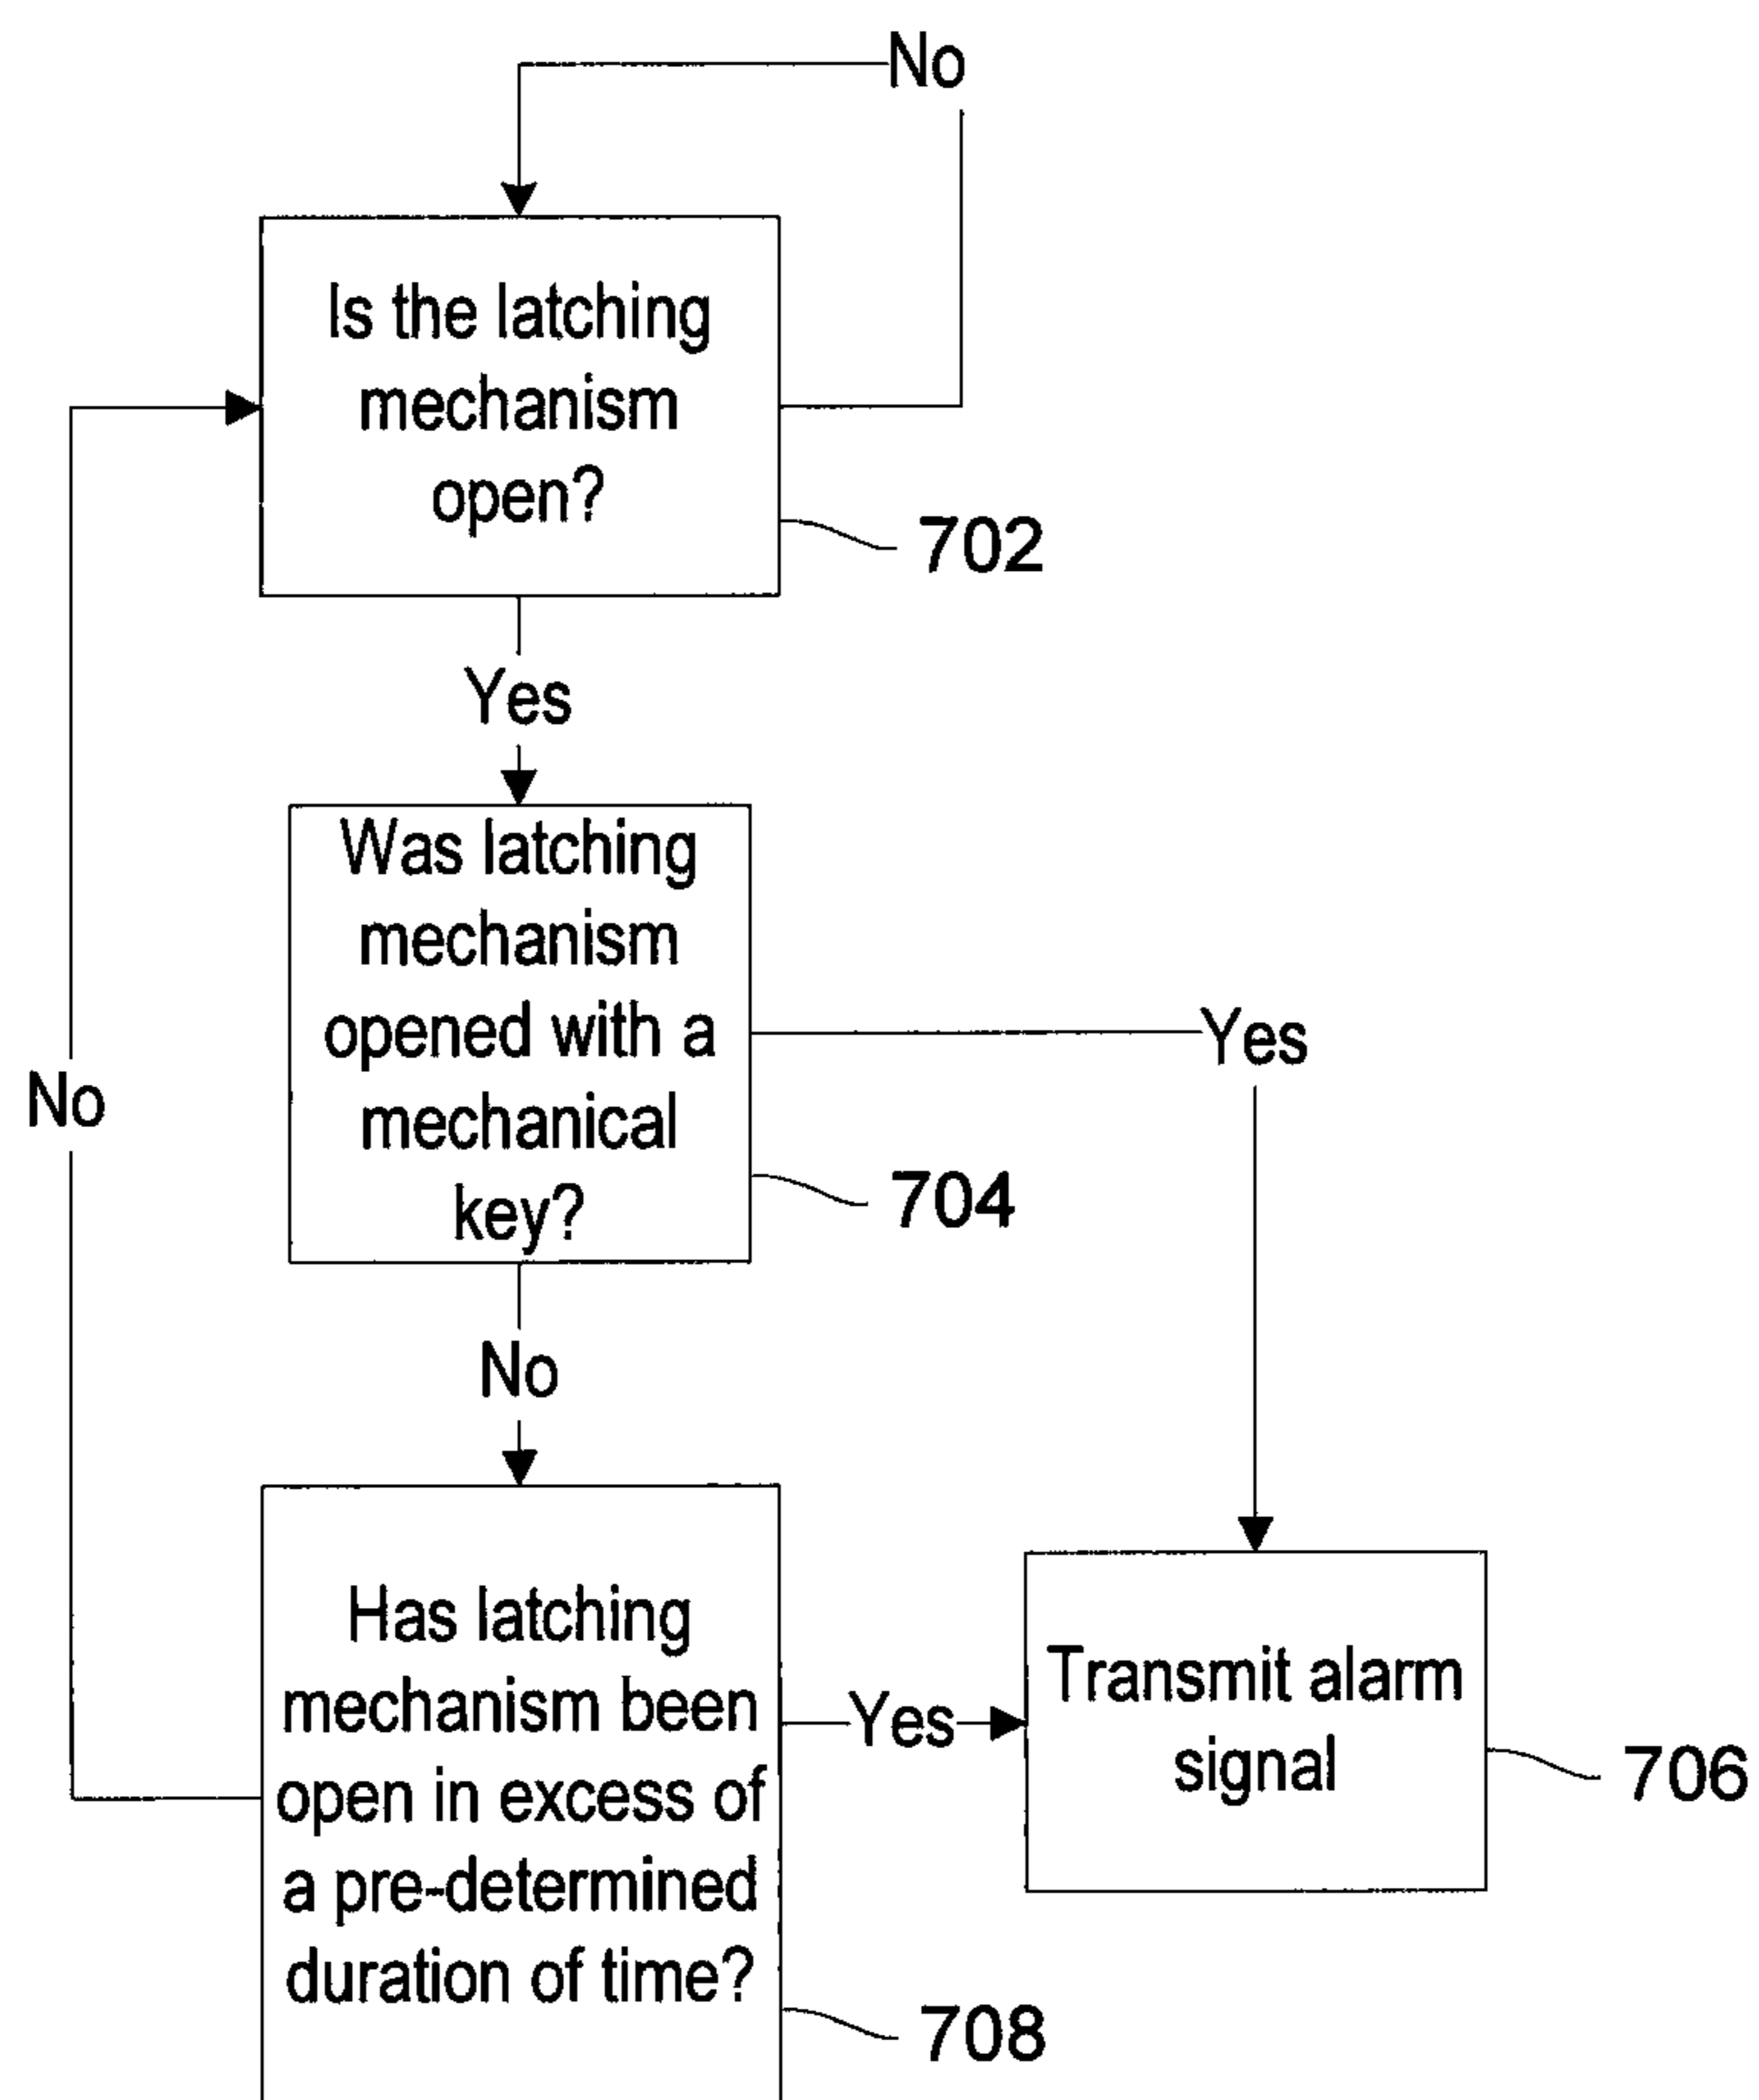 No
Is the latching
mechanism
open?
702
Yes
Was latching
mechanism
opened with a
mechanical
key?
704
Yes
No
No
Has latching
mechanism been
open in excess of
a pre-determined
duration of time?
708
Yes
Transmit alarm
signal
706